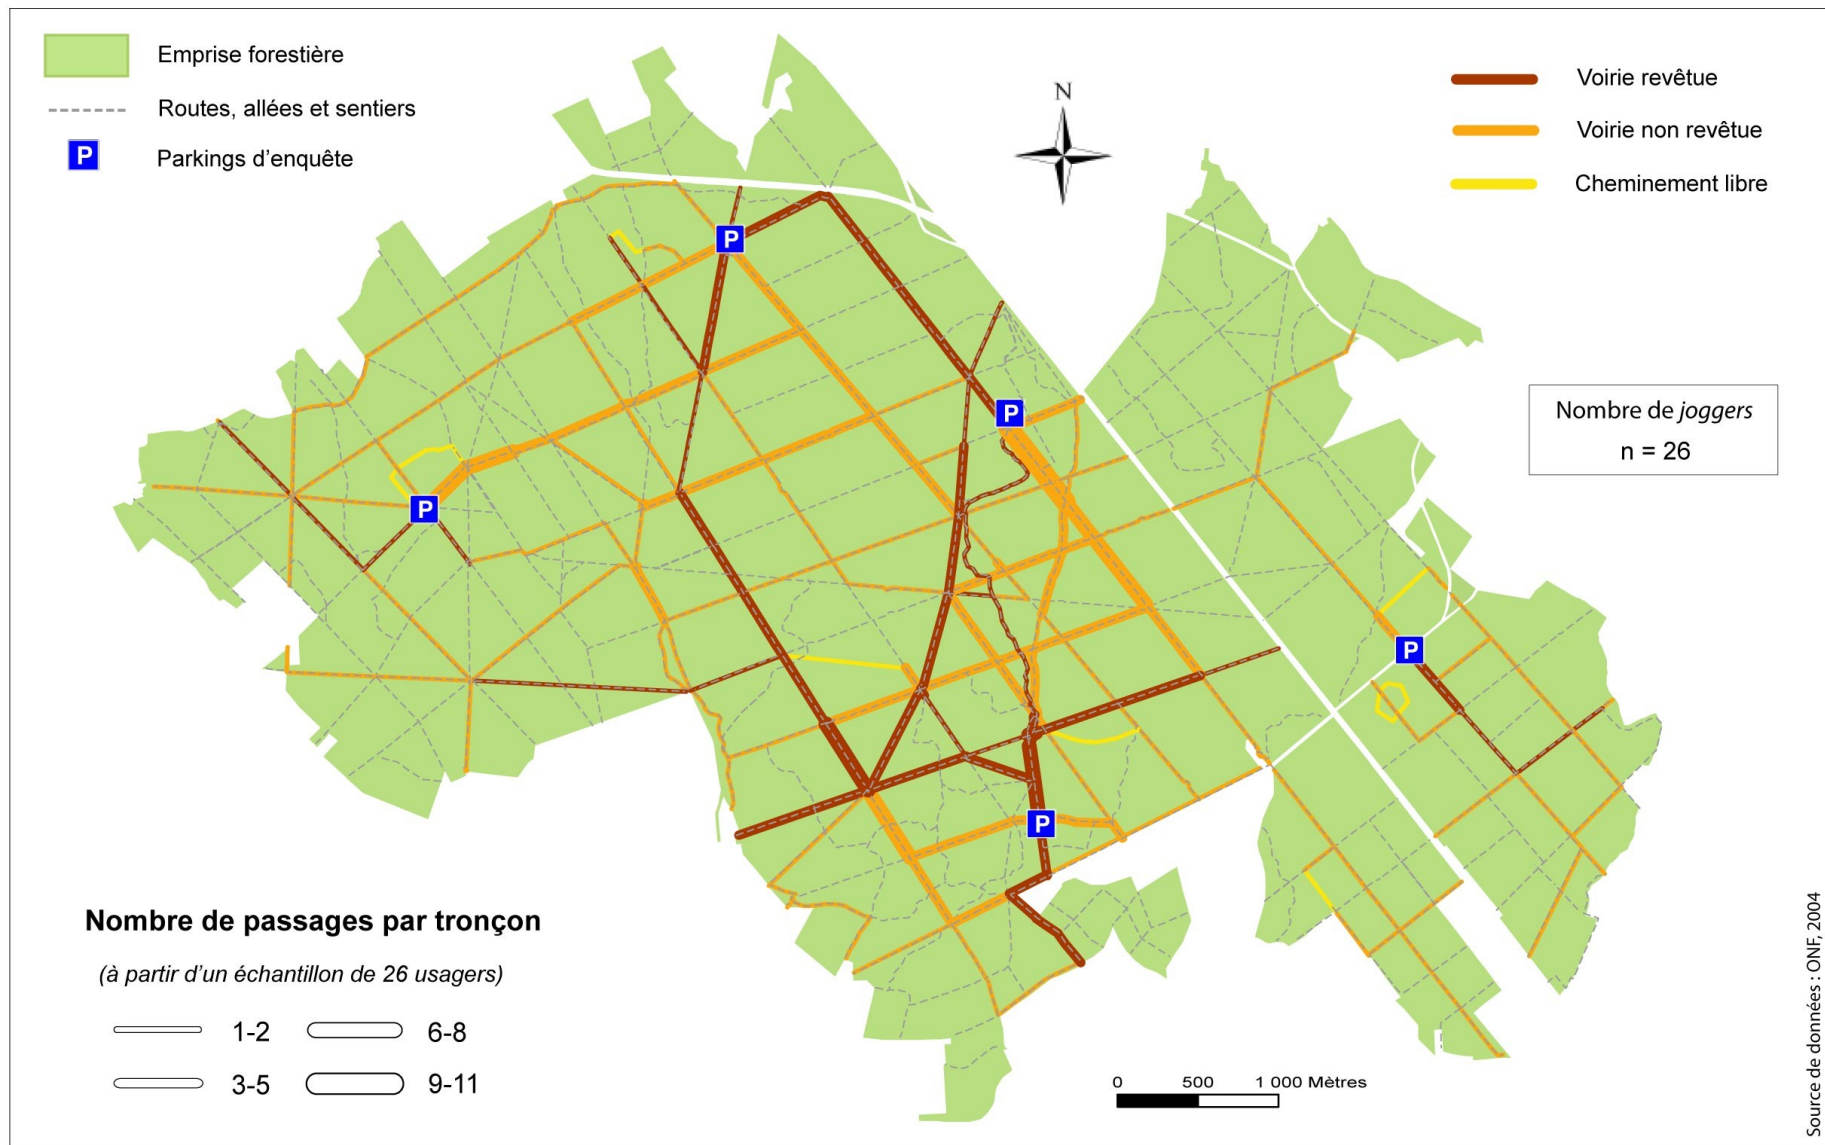 Emprise forestière
Routes, allées et sentiers
P
Parkings d'enquête
N
Voirie revêtue
Voirie non revêtue
Cheminement libre
P
P
P
P
P
Nombre de joggers
n = 26
Nombre de passages par tronçon
(à partir d'un échantillon de 26 usagers)
1-2
6-8
3-5
9-11
0 500 1 000 Mètres
Source de données : ONF, 2004